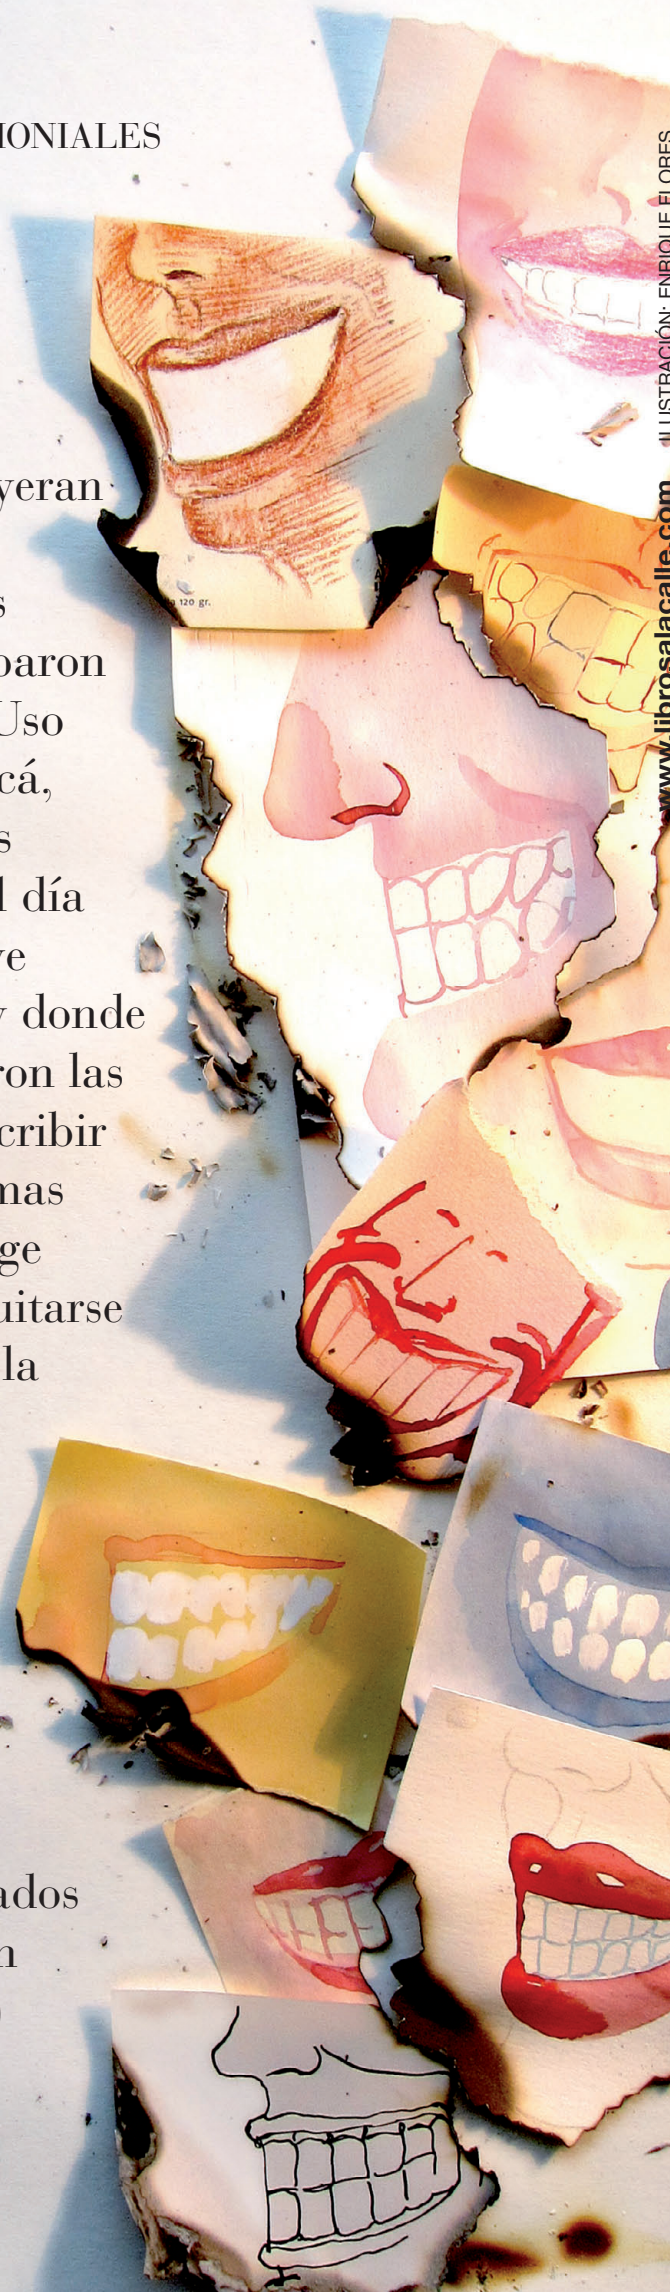 IONIALES
yeran
s
baron
Uso
cá,
s
l día
ve
y donde
ron las
cribir
mas
ge
uitarse
la
ados
n
120 gr.
www.librosalacalle.com ILUSTRACIÓN: ENRIQUE FLORES